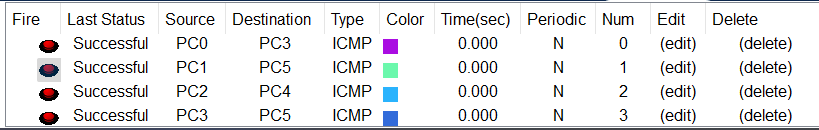 Fire Last Status Source Destination Type Color Time(sec) Periodic Num Edit Delete
Successful PC0 PC3 ICMP 0.000 N 0 (edit) (delete)
Successful PC1 PC5 ICMP 0.000 N 1 (edit) (delete)
Successful PC2 PC4 ICMP 0.000 N 2 (edit) (delete)
Successful PC3 PC5 ICMP 0.000 N 3 (edit) (delete)